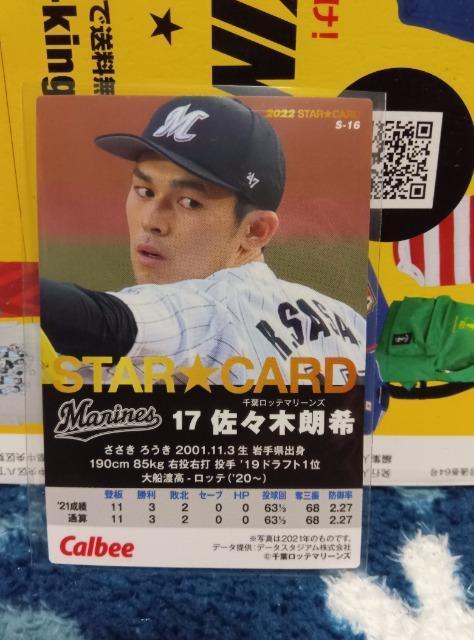 け!
で送料無
-king
2022 STAR★CARD
S-16
M
47
R.SASA
STAR★CARD
千葉ロッテマリーンズ
Marines 17 佐々木朗希
ささき ろうき 2001.11.3生 岩手県出身
190cm 85kg 右投右打 投手 '19ドラフト1位
大船渡高-ロッテ('20~)
登板 勝利 敗北 セーブ HP 投球回 奪三振 防御率
'21成績 11 3 2 0 0 63⅓ 68 2.27
通算 11 3 2 0 0 63⅓ 68 2.27
Calbee
※写真は2021年のものです。
データ提供:データスタジアム株式会社
©千葉ロッテマリーンズ